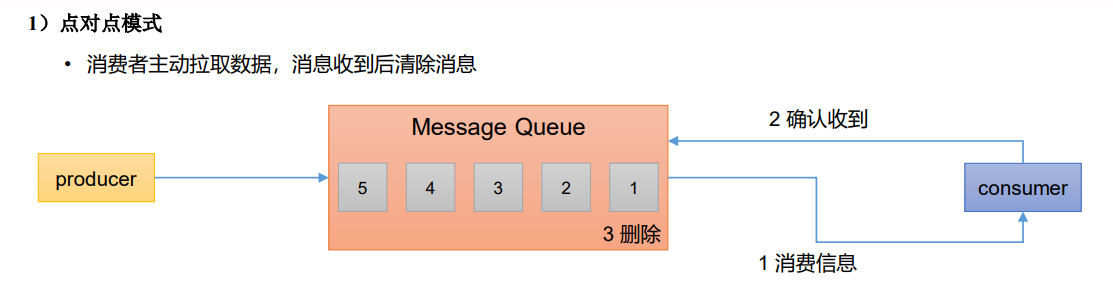 1）点对点模式
• 消费者主动拉取数据，消息收到后清除消息
2 确认收到
Message Queue
producer
5 4 3 2 1
consumer
3 删除
1 消费信息